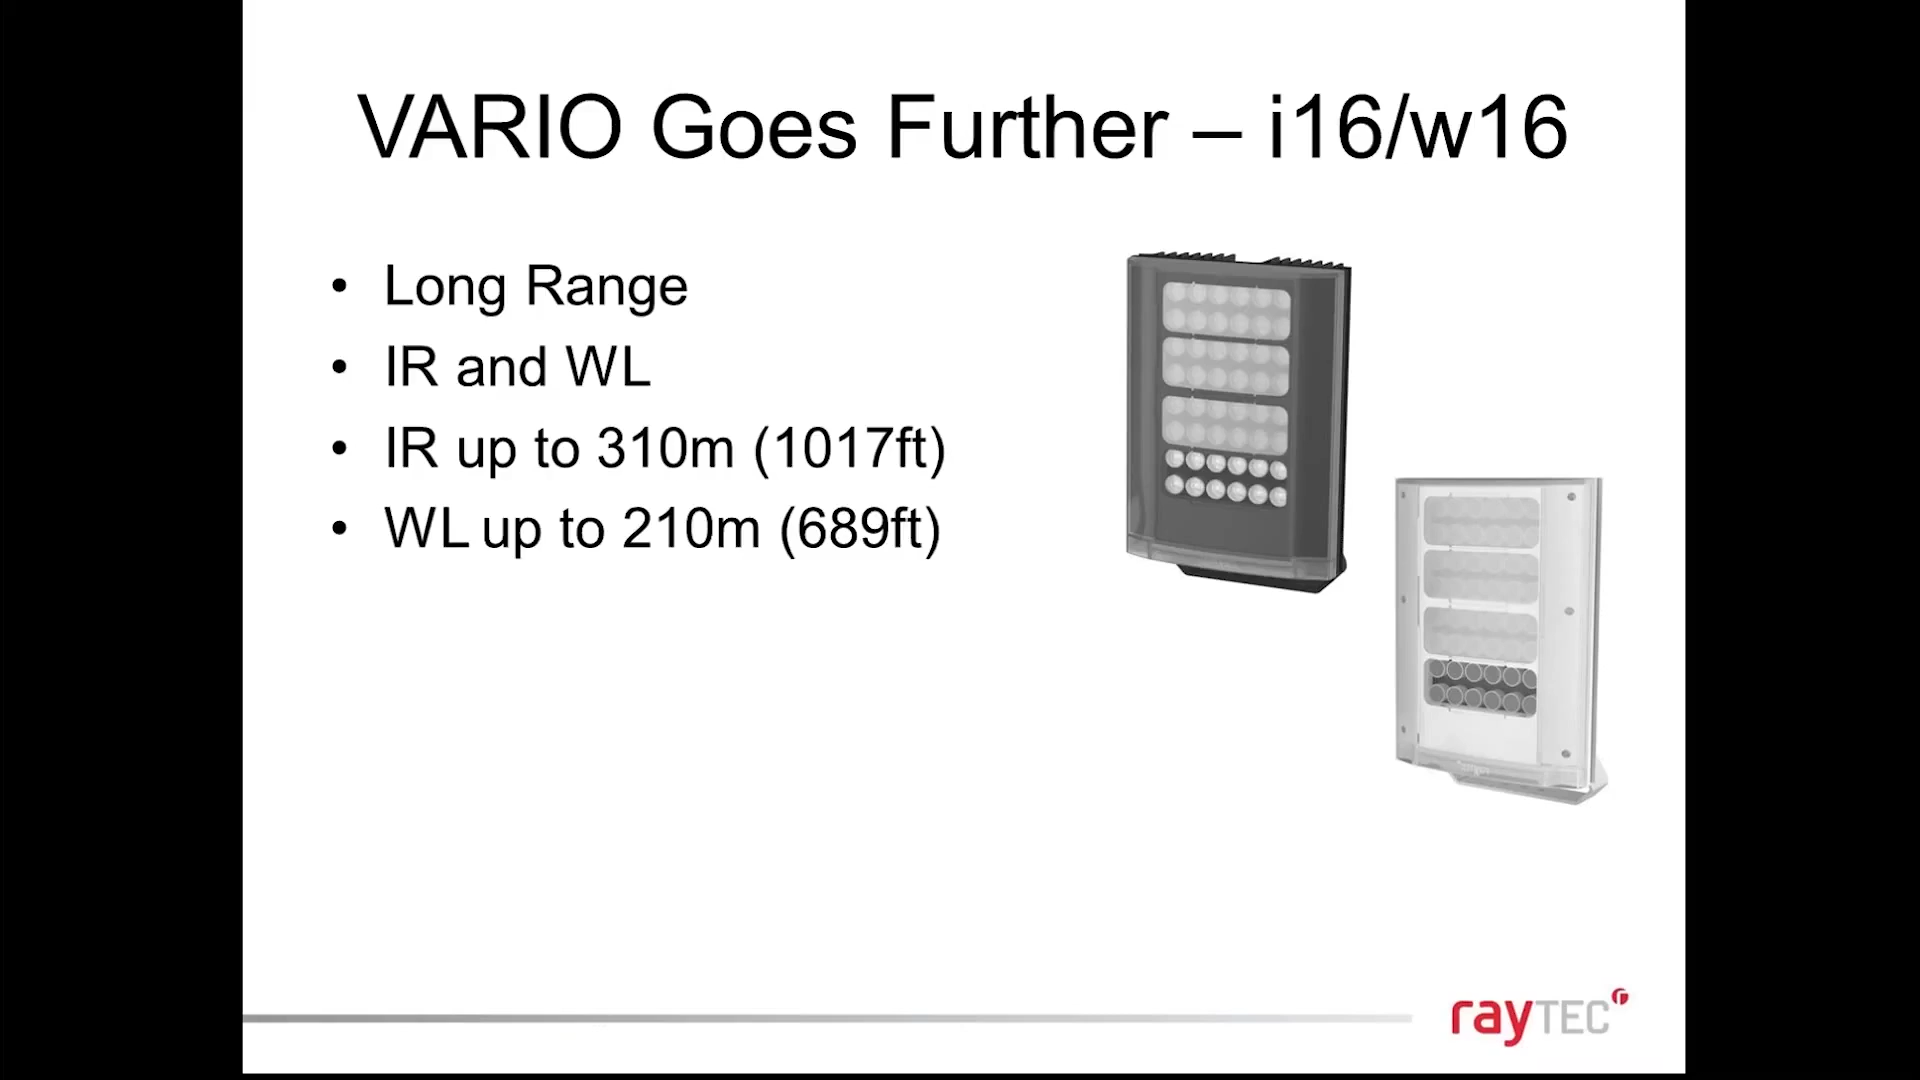 VARIO Goes Further – i16/w16
• Long Range
• IR and WL
• IR up to 310m (1017ft)
• WL up to 210m (689ft)
rayTEC